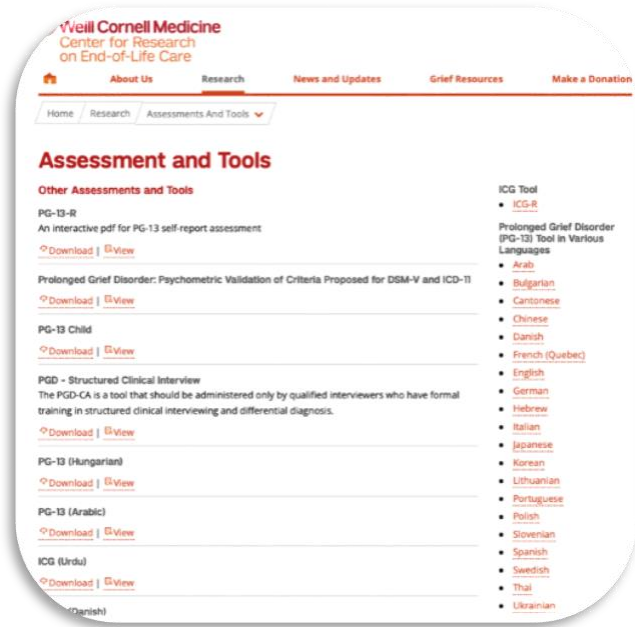 Weill Cornell Medicine
Center for Research
on End-of-Life Care
About Us
Research
News and Updates
Grief Resources
Make a Donation
Home
Research
Assessments And Tools
Assessment and Tools
Other Assessments and Tools
PG-13-R
An interactive pdf for PG-13 self-report assessment
Download | View
Prolonged Grief Disorder: Psychometric Validation of Criteria Proposed for DSM-V and ICD-11
Download | View
PG-13 Child
Download | View
PGD - Structured Clinical Interview
The PGD-CA is a tool that should be administered only by qualified interviewers who have formal
training in structured clinical interviewing and differential diagnosis.
Download | View
PG-13 (Hungarian)
Download | View
PG-13 (Arabic)
Download | View
ICG (Urdu)
Download | View
(Danish)
ICG Tool
ICG-R
Prolonged Grief Disorder
(PG-13) Tool in Various
Languages
Arab
Bulgarian
Cantonese
Chinese
Danish
French (Quebec)
English
German
Hebrew
Italian
Japanese
Korean
Lithuanian
Portuguese
Polish
Slovenian
Spanish
Swedish
Thai
Ukrainian